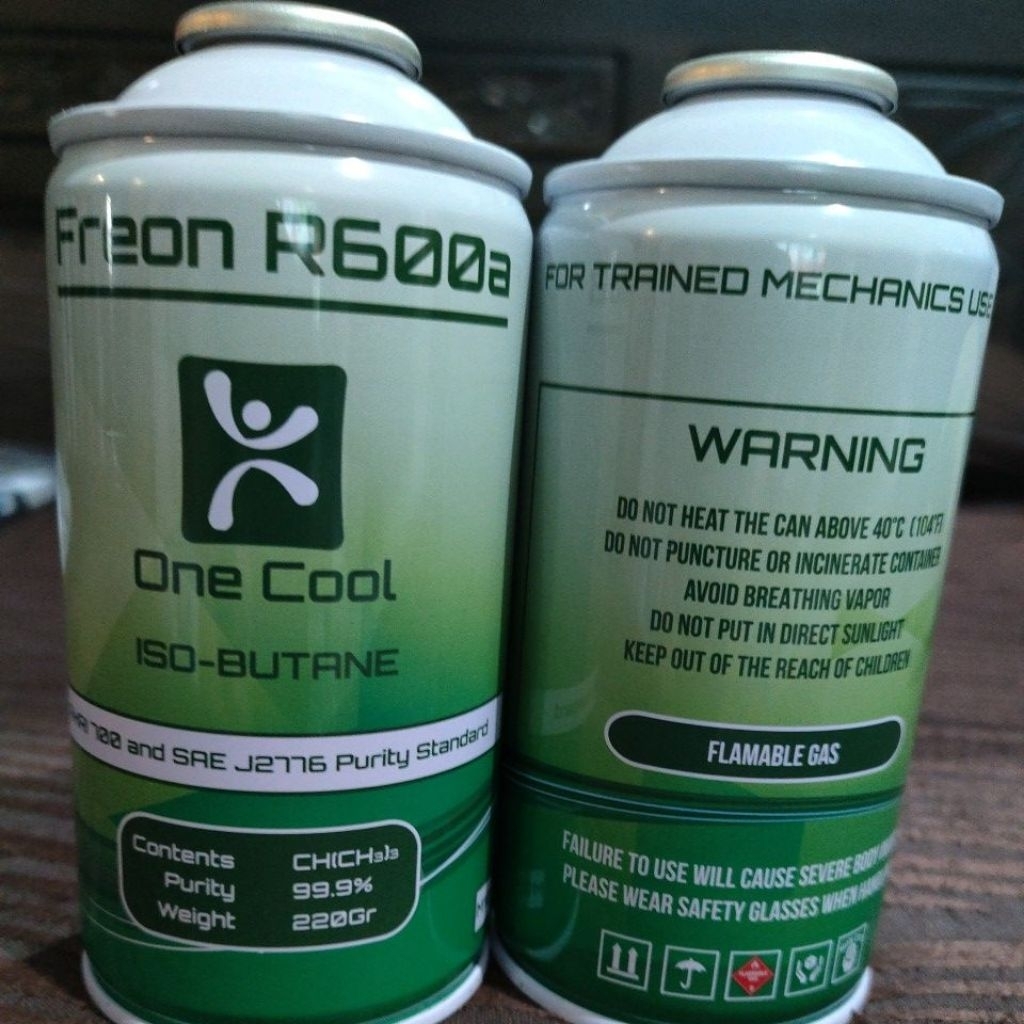 Freon R600a
One Cool
ISO-BUTANE
700 and SAE J2776 Purity Standard
Contents CH(CH₃)₃
Purity 99.9%
Weight 220Gr
FOR TRAINED MECHANICS USE
WARNING
DO NOT HEAT THE CAN ABOVE 40°C (104°F)
DO NOT PUNCTURE OR INCINERATE CONTAINER
AVOID BREATHING VAPOR
DO NOT PUT IN DIRECT SUNLIGHT
KEEP OUT OF THE REACH OF CHILDREN
FLAMABLE GAS
FAILURE TO USE WILL CAUSE SEVERE BODY
PLEASE WEAR SAFETY GLASSES WHEN